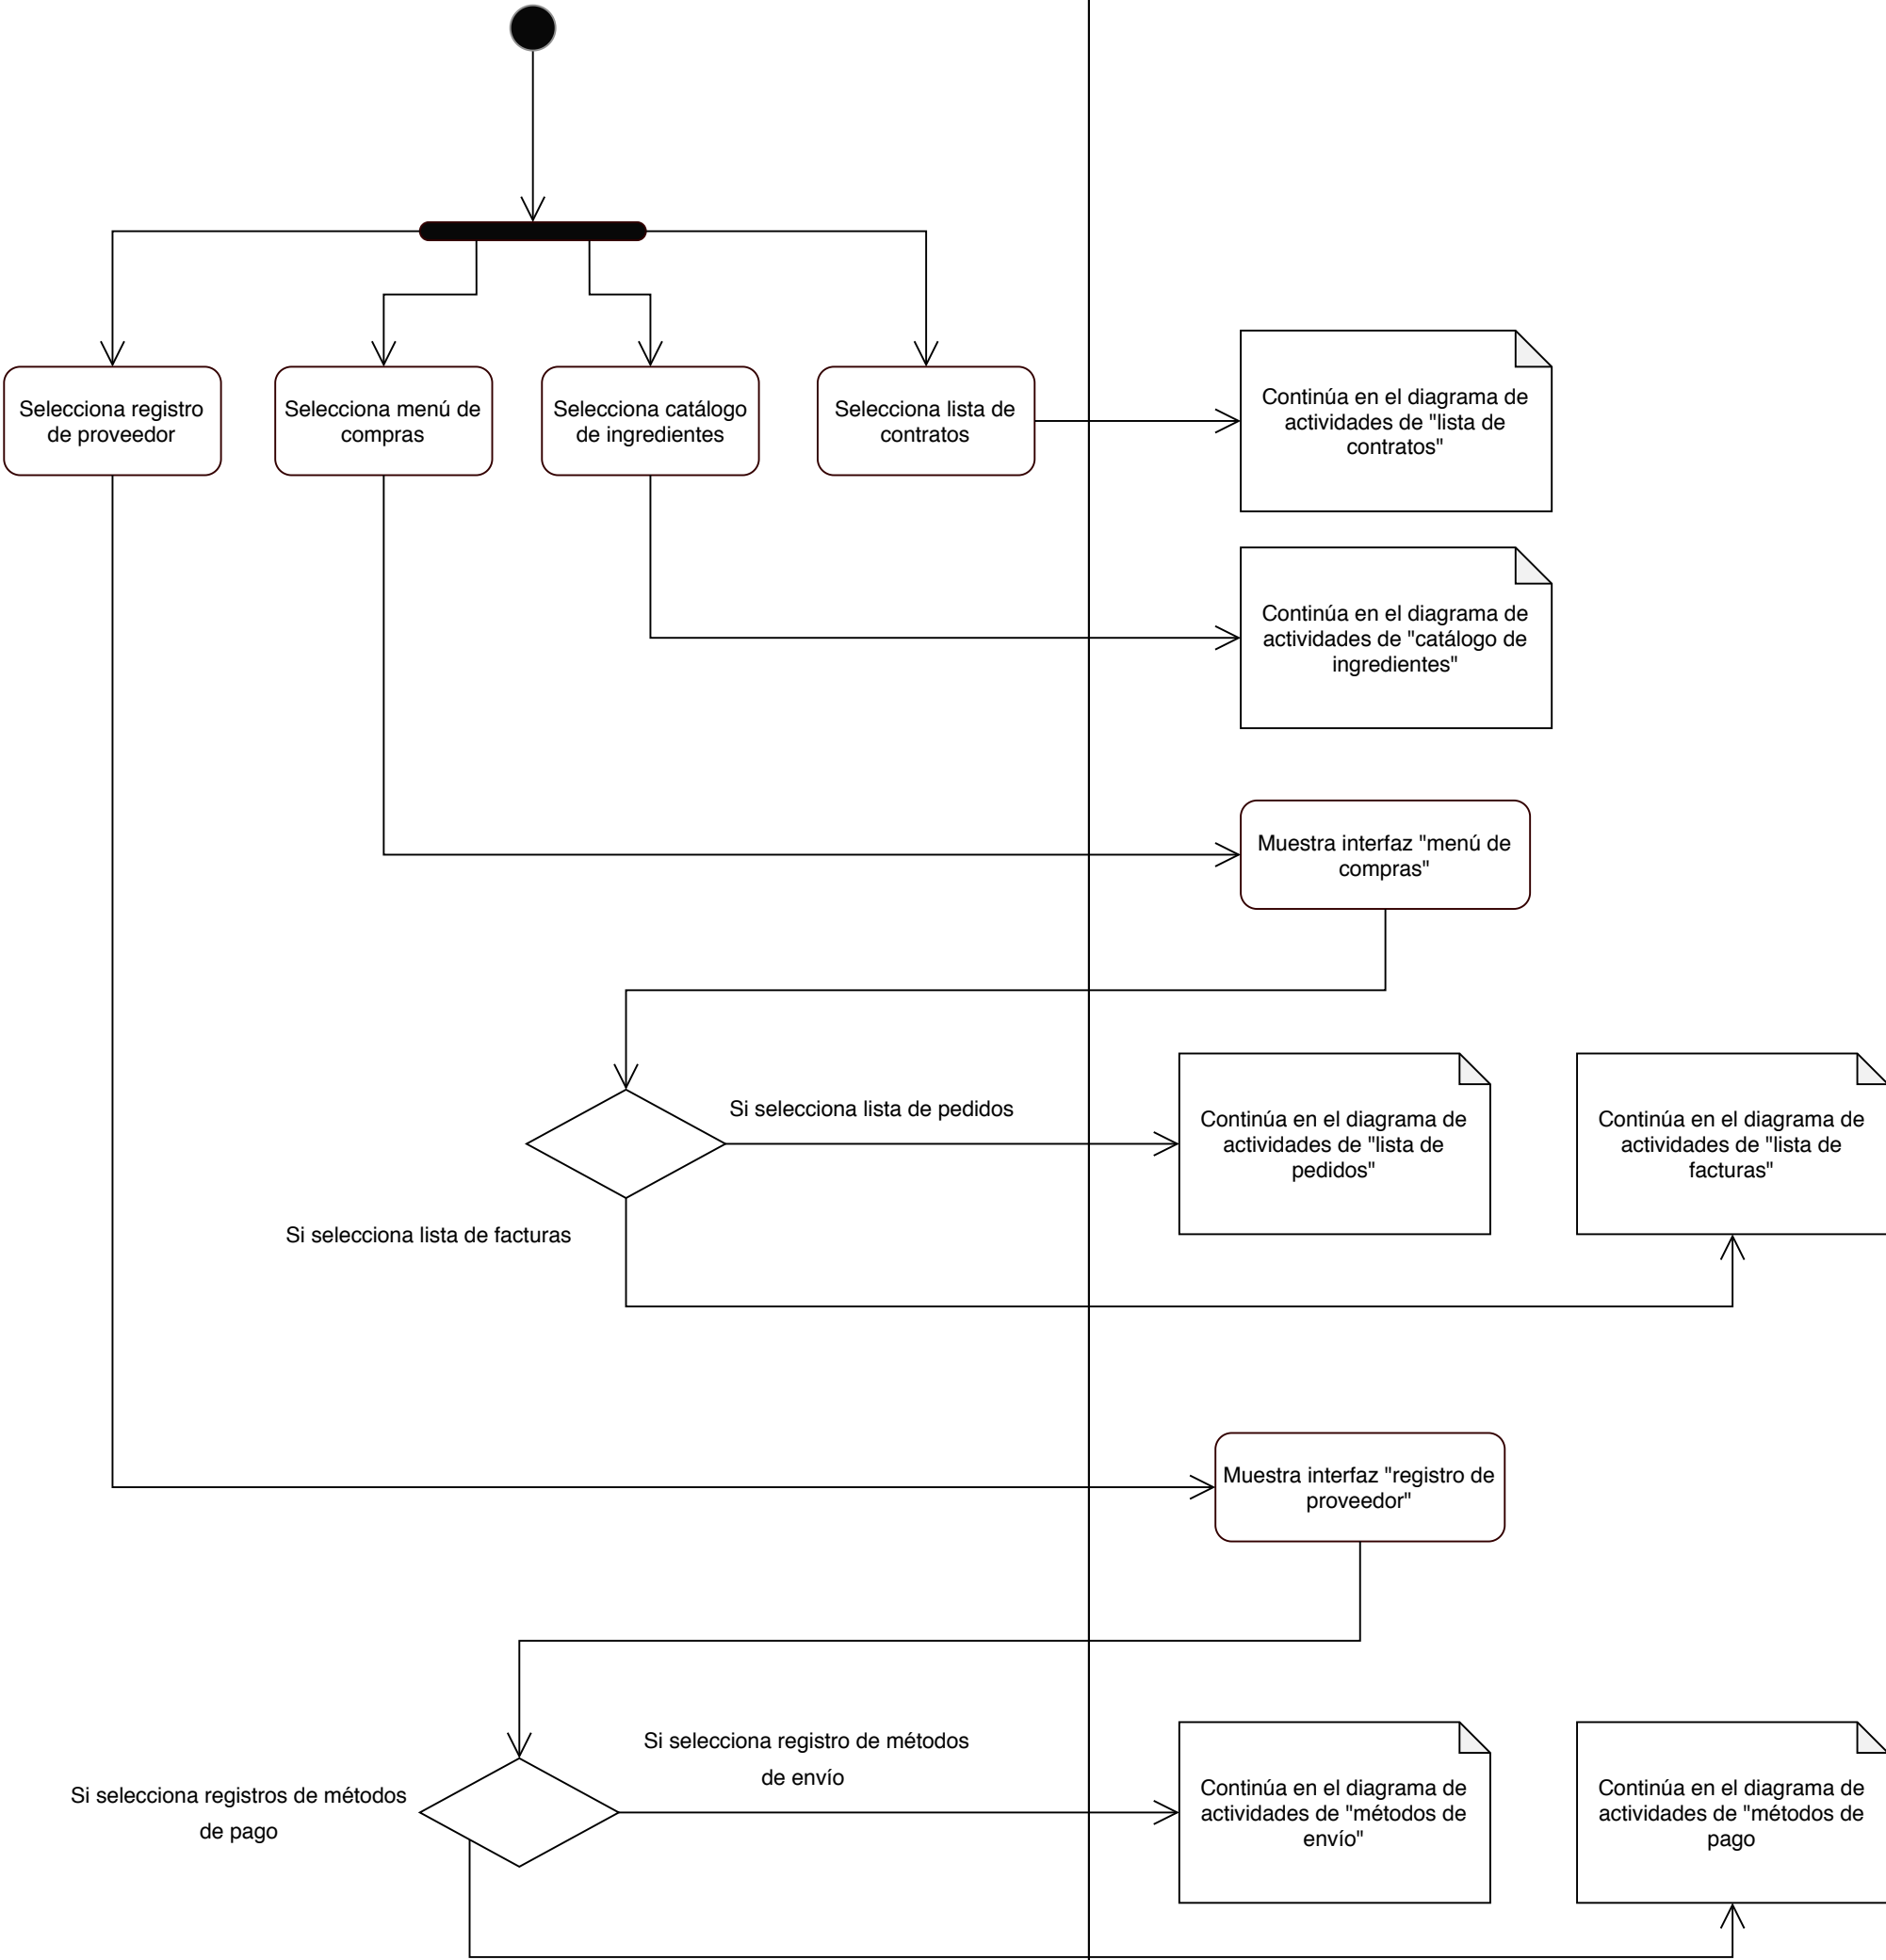 Selecciona registro
de proveedor
Selecciona menú de
compras
Selecciona catálogo
de ingredientes
Selecciona lista de
contratos
Continúa en el diagrama de
actividades de "lista de
contratos"
Continúa en el diagrama de
actividades de "catálogo de
ingredientes"
Muestra interfaz "menú de
compras"
Si selecciona lista de pedidos
Continúa en el diagrama de
actividades de "lista de
pedidos"
Continúa en el diagrama de
actividades de "lista de
facturas"
Si selecciona lista de facturas
Muestra interfaz "registro de
proveedor"
Si selecciona registro de métodos
de envío
Si selecciona registros de métodos
de pago
Continúa en el diagrama de
actividades de "métodos de
envío"
Continúa en el diagrama de
actividades de "métodos de
pago